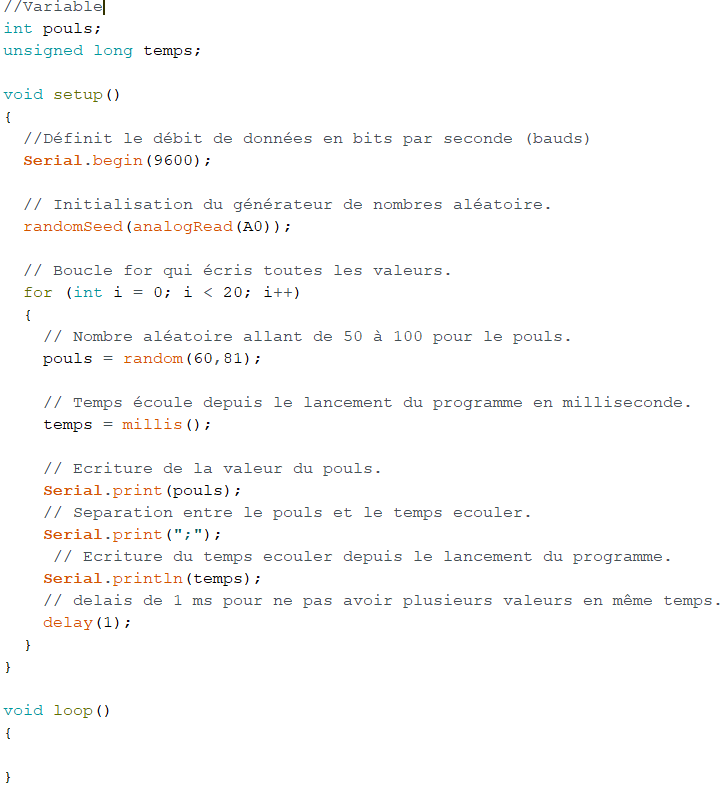 //Variable
int pouls;
unsigned long temps;
void setup()
{
//Définit le débit de données en bits par seconde (bauds)
Serial.begin(9600);
// Initialisation du générateur de nombres aléatoire.
randomSeed(analogRead(A0));
// Boucle for qui écris toutes les valeurs.
for (int i = 0; i < 20; i++)
{
// Nombre aléatoire allant de 50 à 100 pour le pouls.
pouls = random(60,81);
// Temps écoule depuis le lancement du programme en milliseconde.
temps = millis();
// Ecriture de la valeur du pouls.
Serial.print(pouls);
// Separation entre le pouls et le temps ecouler.
Serial.print(";");
// Ecriture du temps ecouler depuis le lancement du programme.
Serial.println(temps);
// delais de 1 ms pour ne pas avoir plusieurs valeurs en même temps.
delay(1);
}
}
void loop()
{
}